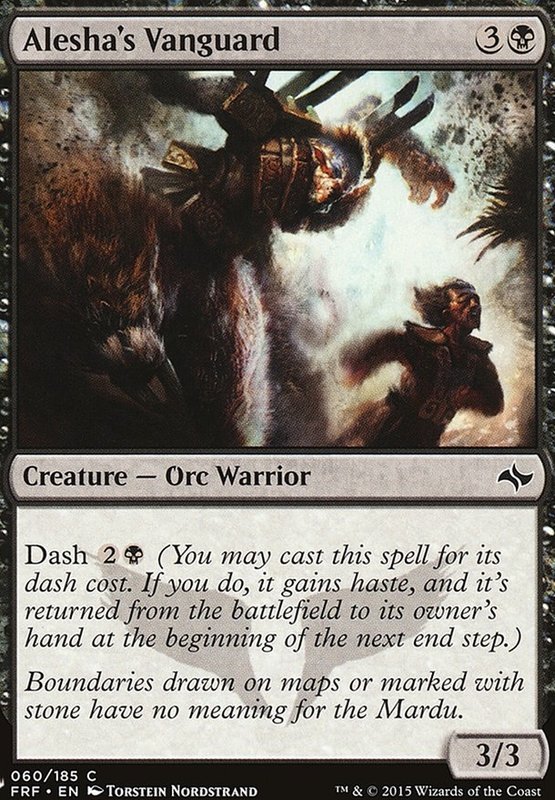 Alesha's Vanguard 3
Creature — Orc Warrior
Dash 2 (You may cast this spell for its
dash cost. If you do, it gains haste, and it's
returned from the battlefield to its owner's
hand at the beginning of the next end step.)
Boundaries drawn on maps or marked with
stone have no meaning for the Mardu.
3/3
060/185 C
FRF • EN Torstein Nordstrand
™ & © 2015 Wizards of the Coast